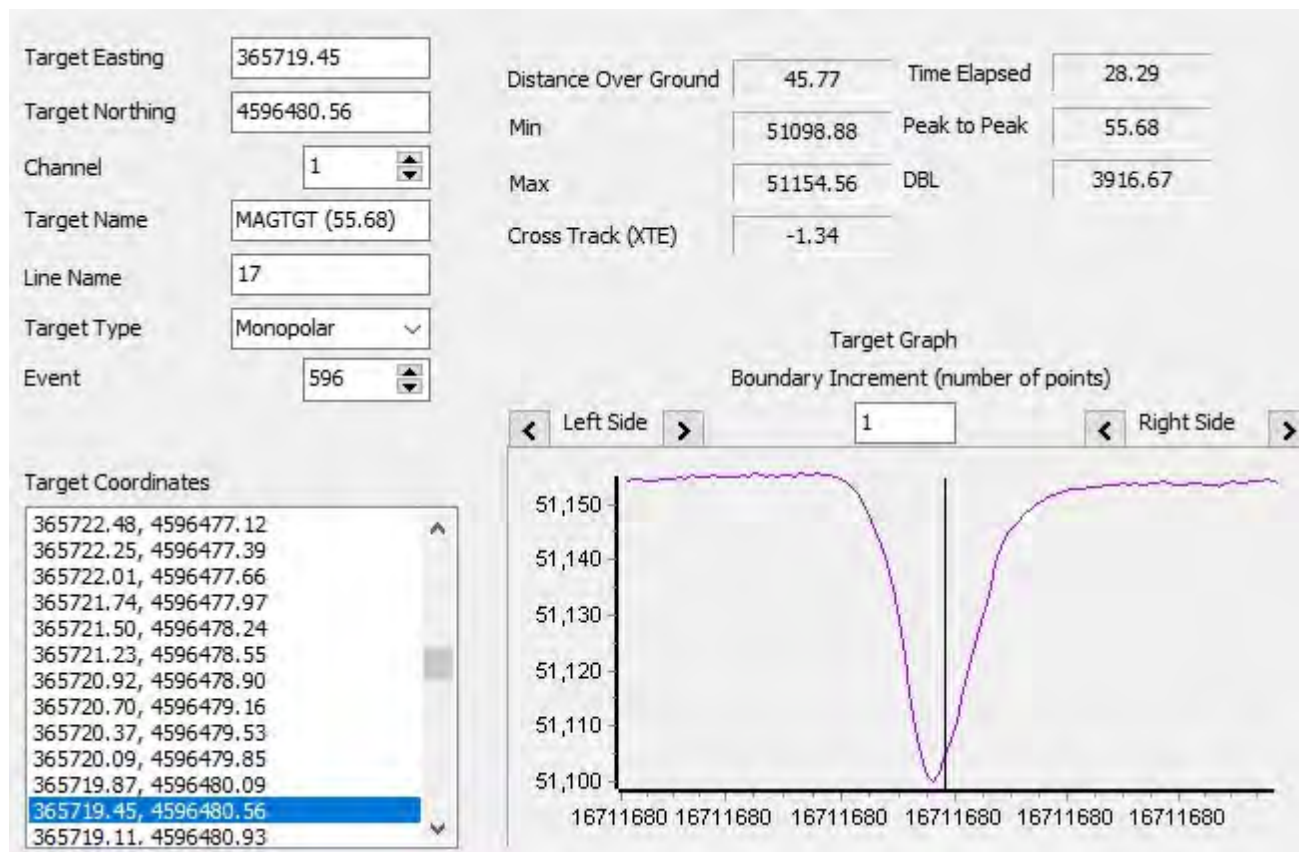 Target Easting 365719.45
Target Northing 4596480.56
Channel 1
Target Name MAGTGT (55.68)
Line Name 17
Target Type Monopolar
Event 596
Distance Over Ground 45.77 Time Elapsed 28.29
Min 51098.88 Peak to Peak 55.68
Max 51154.56 DBL 3916.67
Cross Track (XTE) -1.34
Target Graph
Boundary Increment (number of points)
< Left Side > 1 < Right Side >
Target Coordinates
365722.48, 4596477.12
365722.25, 4596477.39
365722.01, 4596477.66
365721.74, 4596477.97
365721.50, 4596478.24
365721.23, 4596478.55
365720.92, 4596478.90
365720.70, 4596479.16
365720.37, 4596479.53
365720.09, 4596479.85
365719.87, 4596480.09
365719.45, 4596480.56
365719.11, 4596480.93
51,150
51,140
51,130
51,120
51,110
51,100
16711680 16711680 16711680 16711680 16711680 16711680